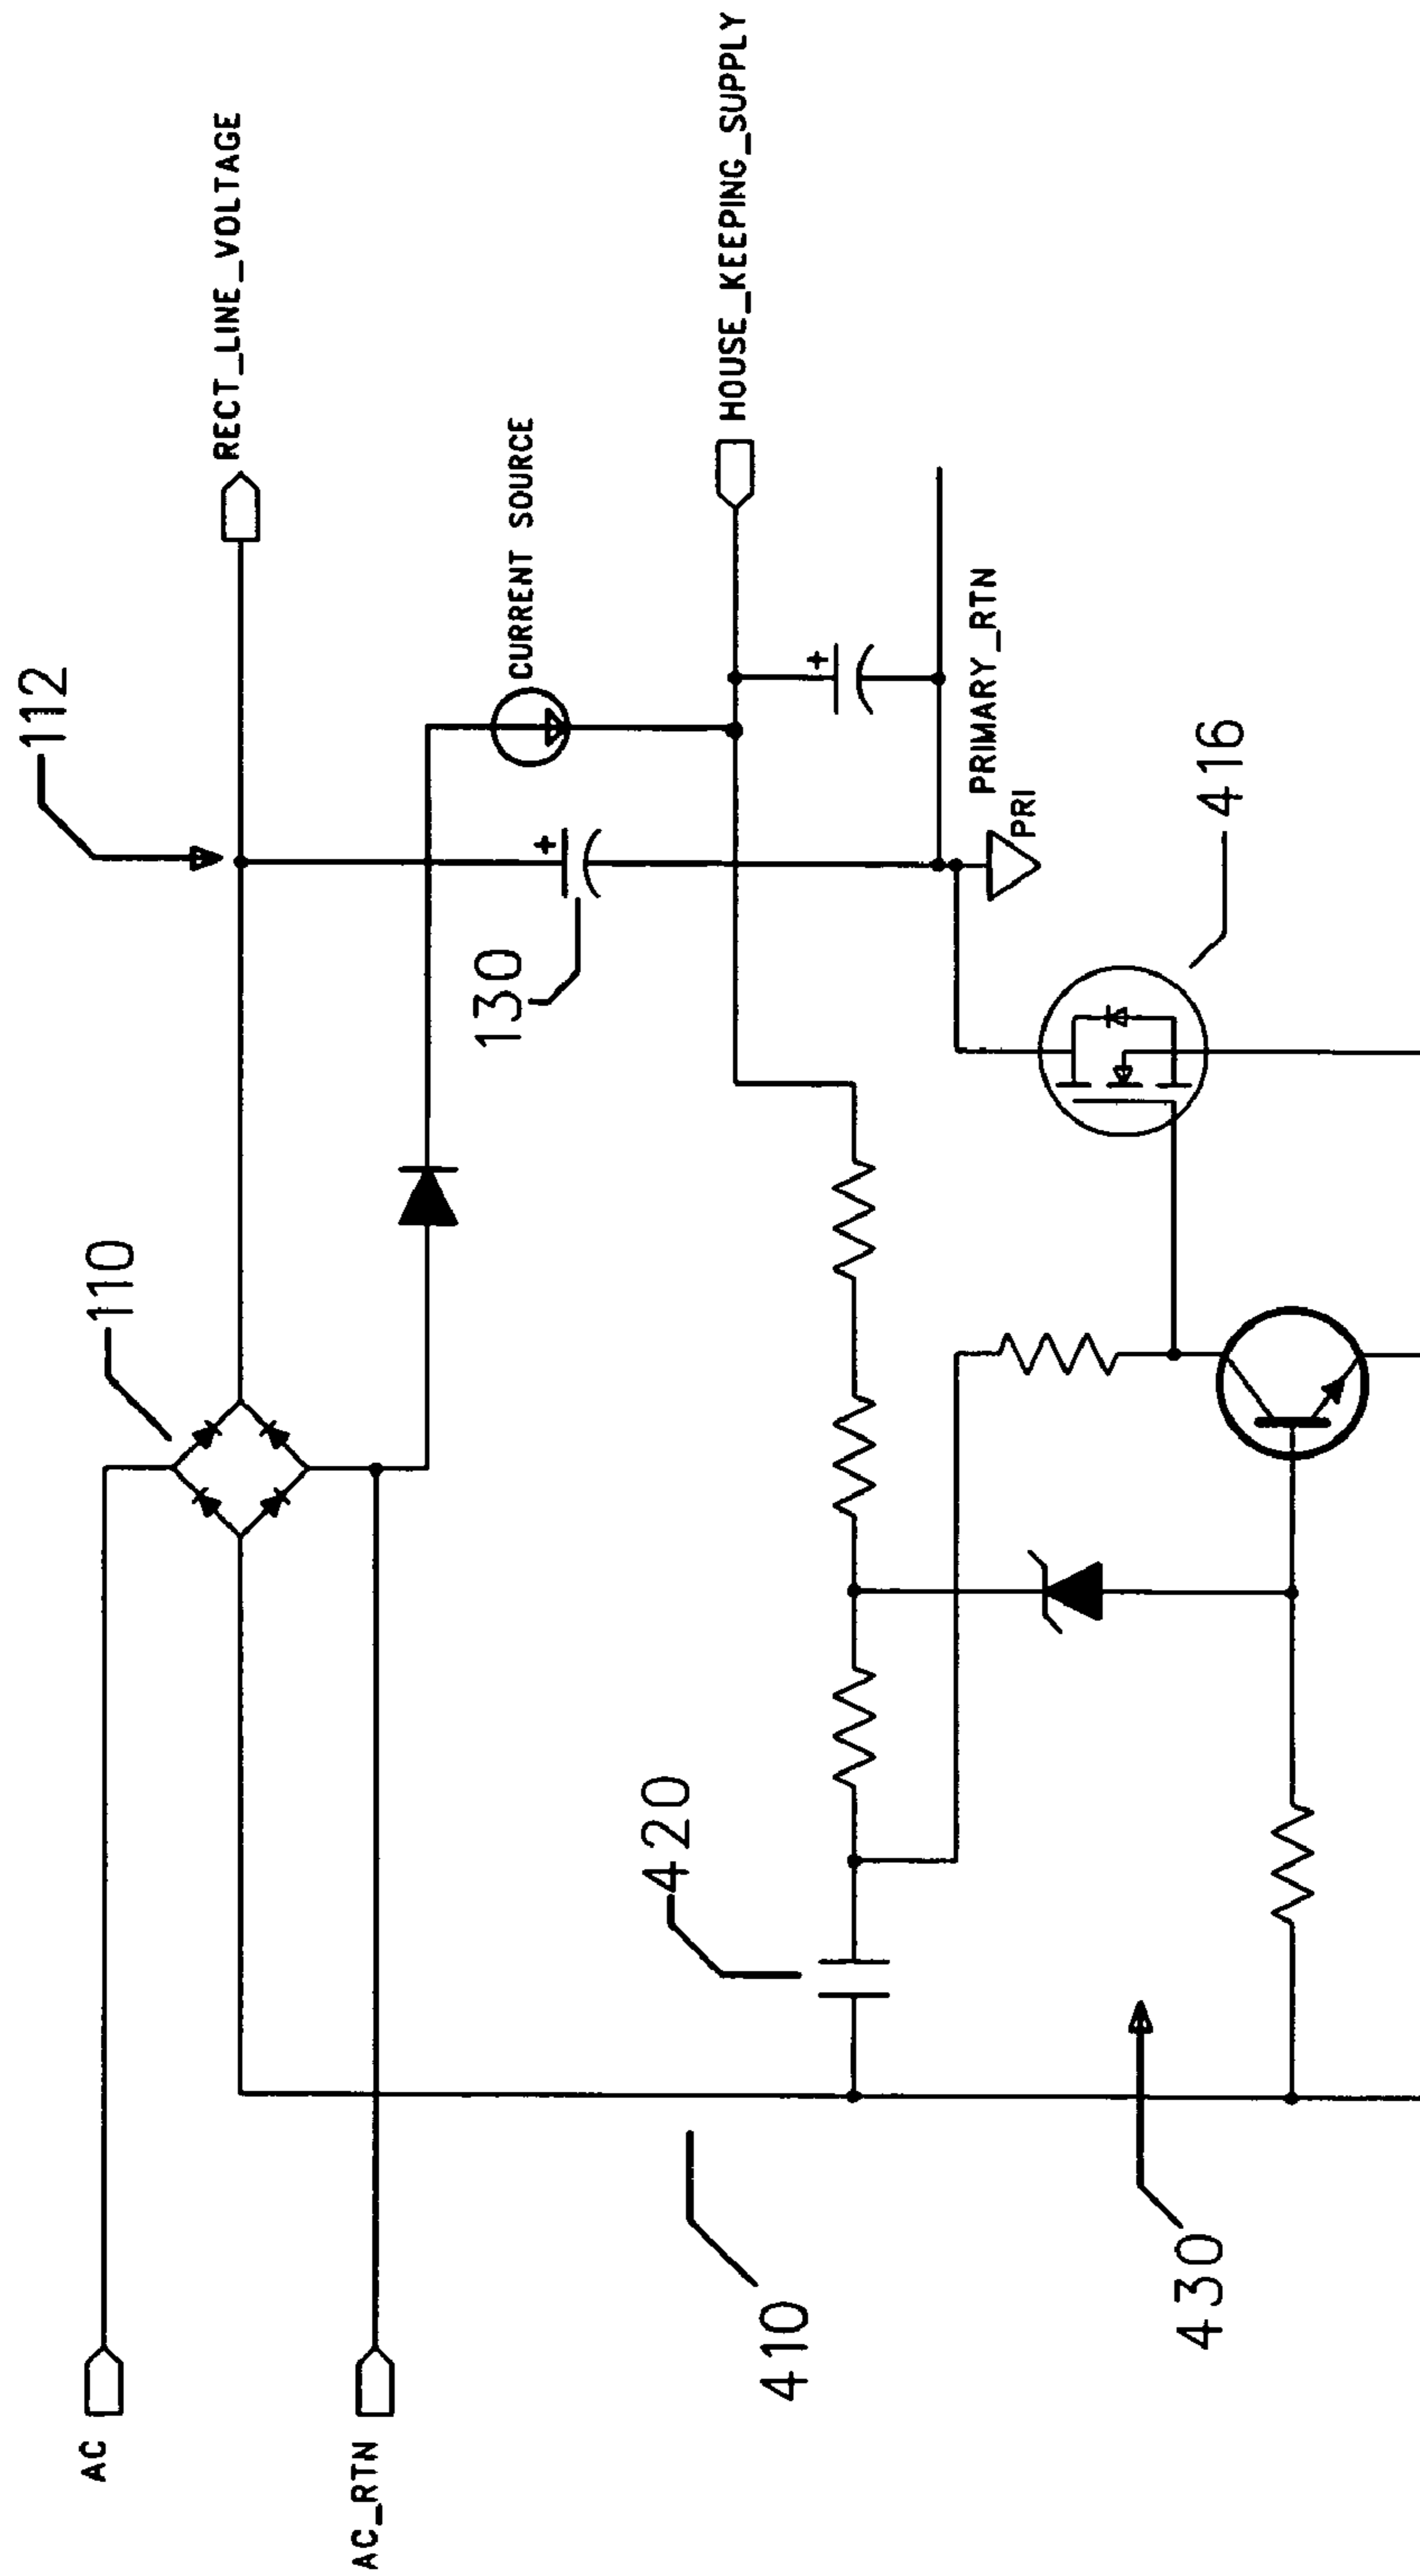 112
RECT_LINE_VOLTAGE
110
AC
AC_RTN
CURRENT SOURCE
+
130
HOUSE_KEEPING_SUPPLY
+
420
PRIMARY_RTN
PRI
410
416
430